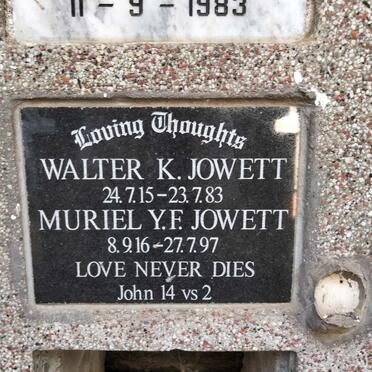 11 - 9 - 1983
Loving Thoughts
WALTER K. JOWETT
24.7.15-23.7.83
MURIEL Y.F. JOWETT
8.9.16-27.7.97
LOVE NEVER DIES
John 14 vs 2